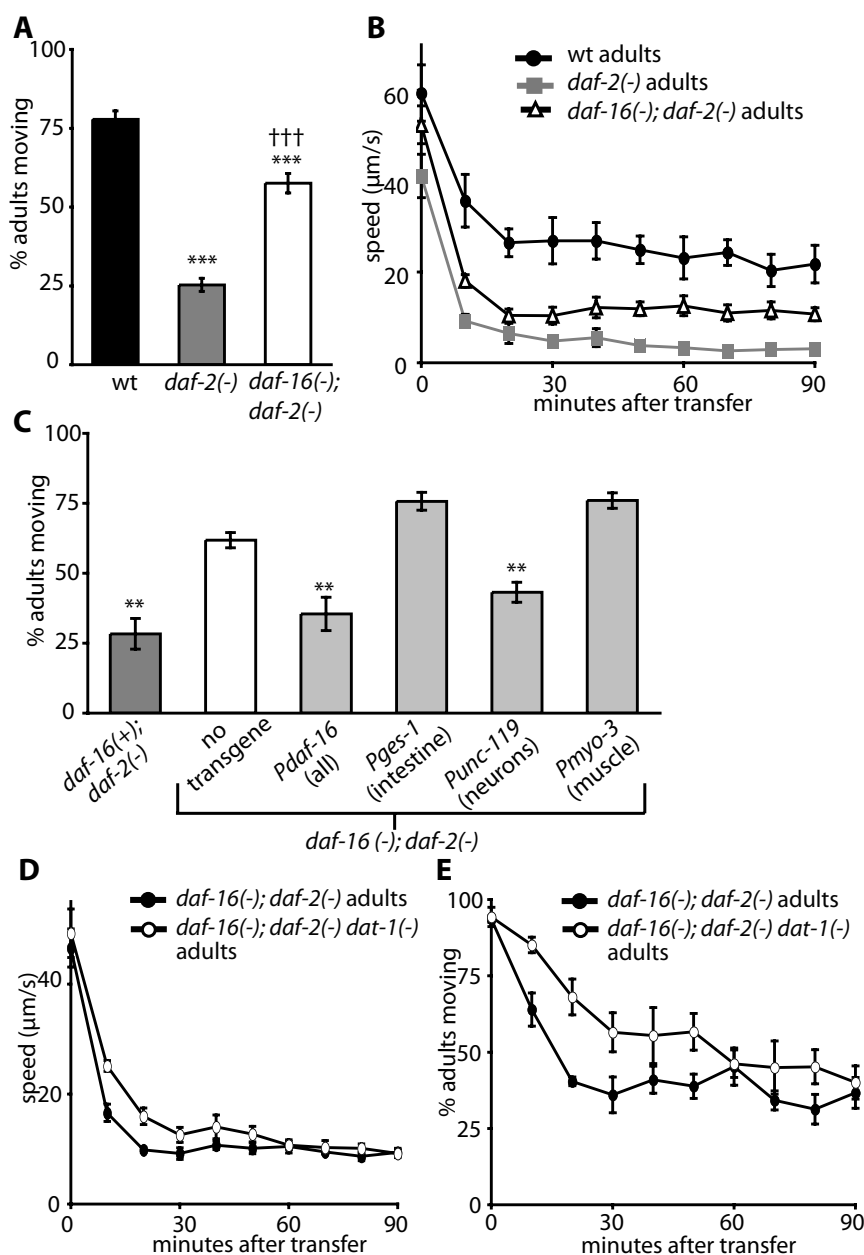 A
100
75
50
25
0
% adults moving
***
†††
***
wt
daf-2(-)
daf-16(-);
daf-2(-)
B
wt adults
daf-2(-) adults
daf-16(-); daf-2(-) adults
60
40
20
0
speed (µm/s)
0
30
60
90
minutes after transfer
C
100
75
50
25
0
% adults moving
**
**
**
daf-16(+);
daf-2(-)
no
transgene
Pdaf-16
(all)
Pges-1
(intestine)
Punc-119
(neurons)
Pmyo-3
(muscle)
daf-16 (-); daf-2(-)
D
daf-16(-); daf-2(-) adults
daf-16(-); daf-2(-) dat-1(-)
adults
40
20
0
speed (µm/s)
0
30
60
90
minutes after transfer
E
daf-16(-); daf-2(-) adults
daf-16(-); daf-2(-) dat-1(-)
adults
100
75
50
25
0
% adults moving
0
30
60
90
minutes after transfer